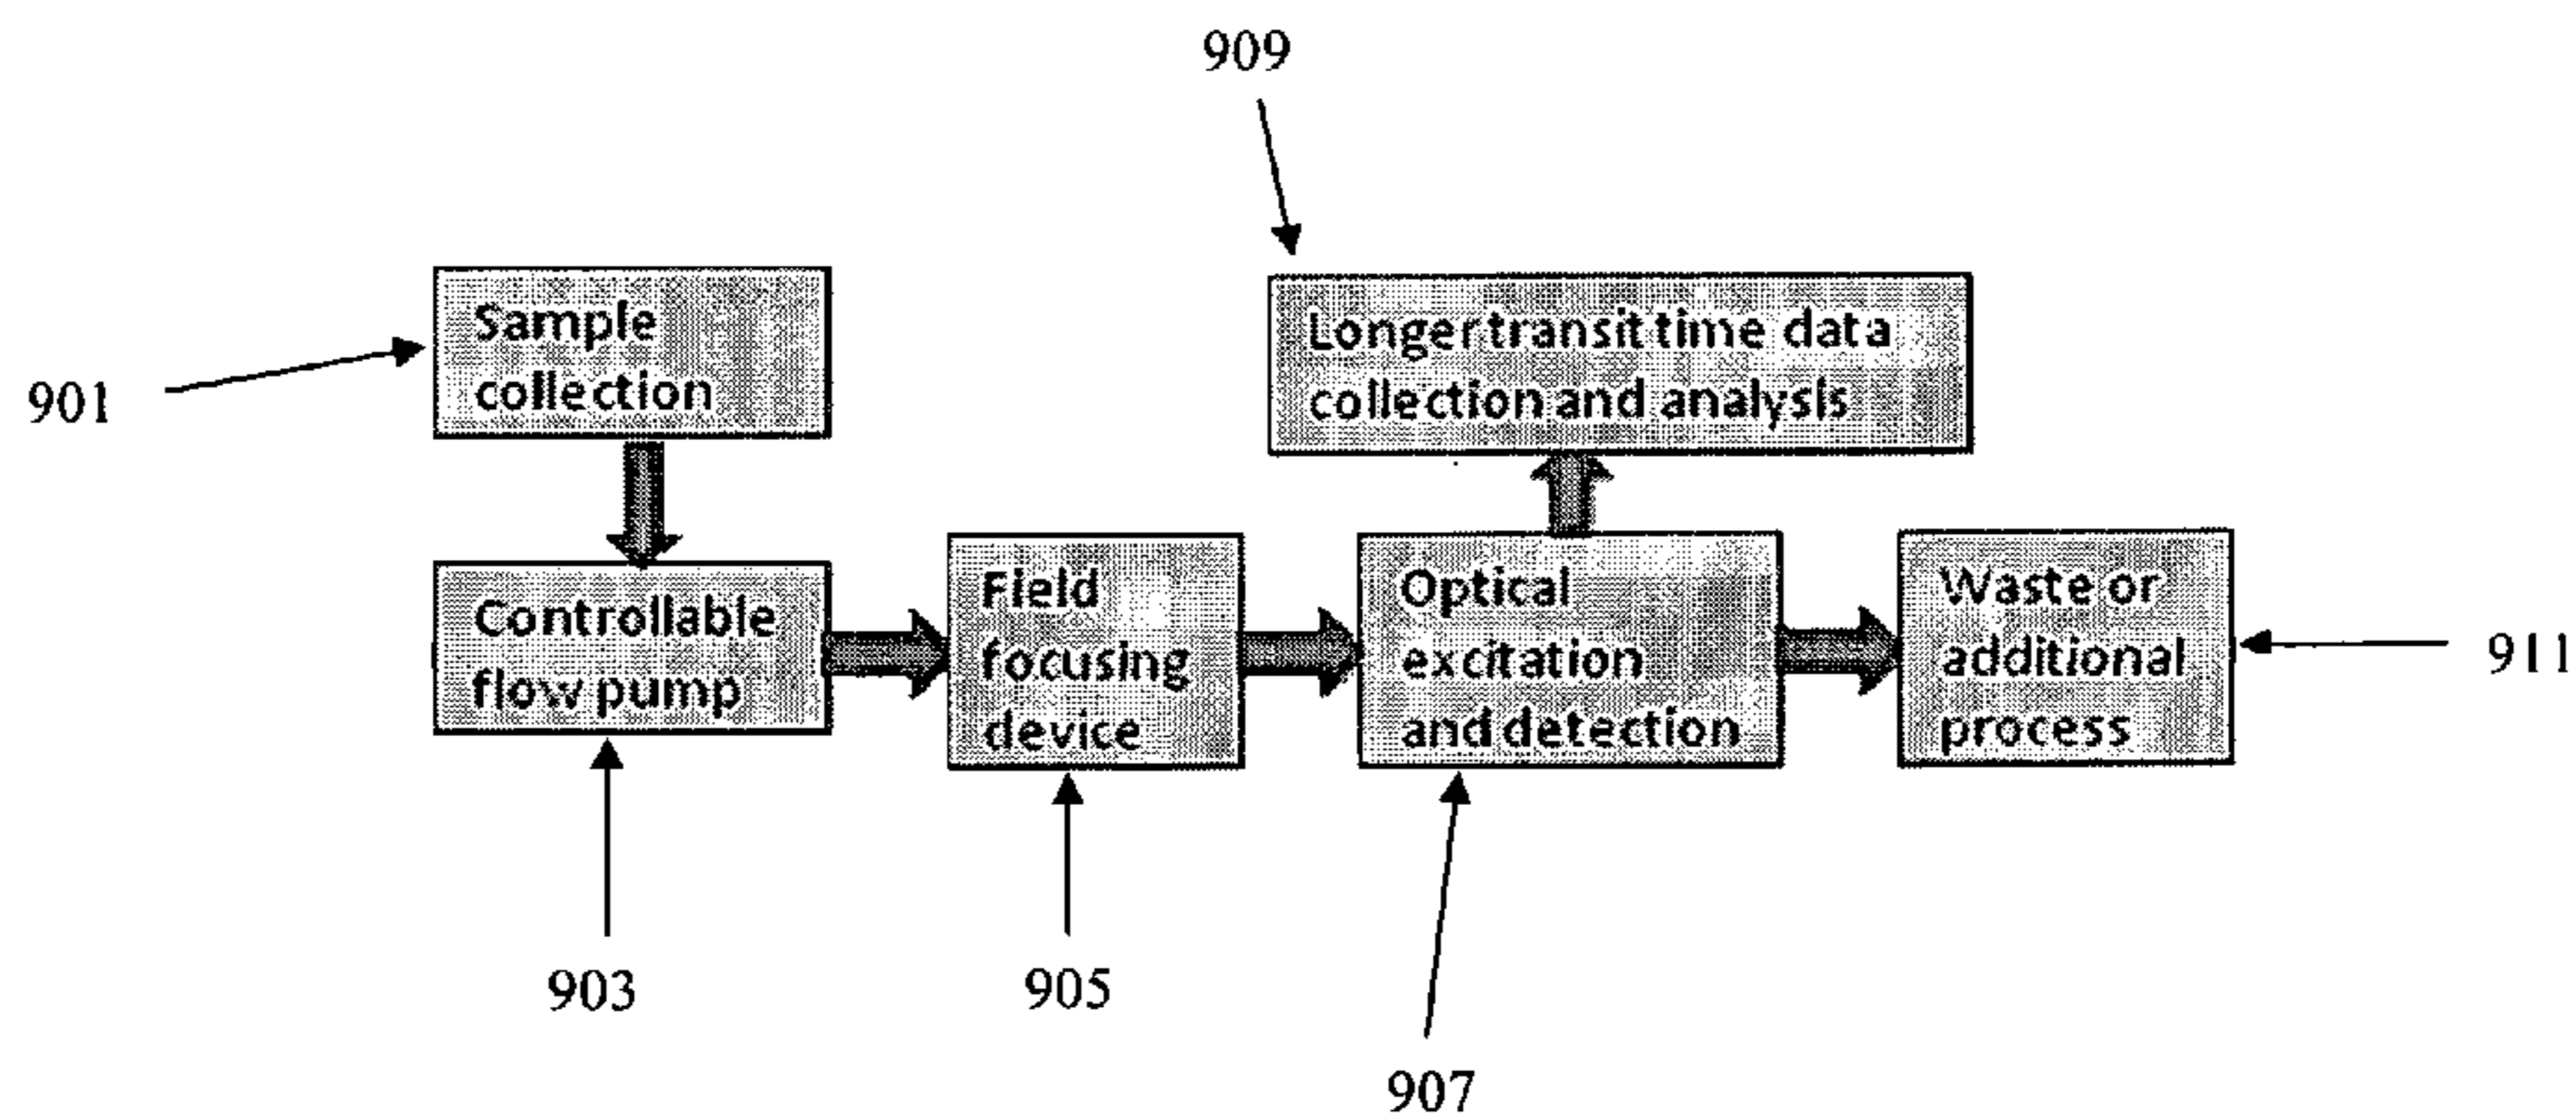 909
Sample
collection
901
Longer transit time data
collection and analysis
Controllable
flow pump
Field
focusing
device
Optical
excitation
and detection
Waste or
additional
process
911
903
905
907